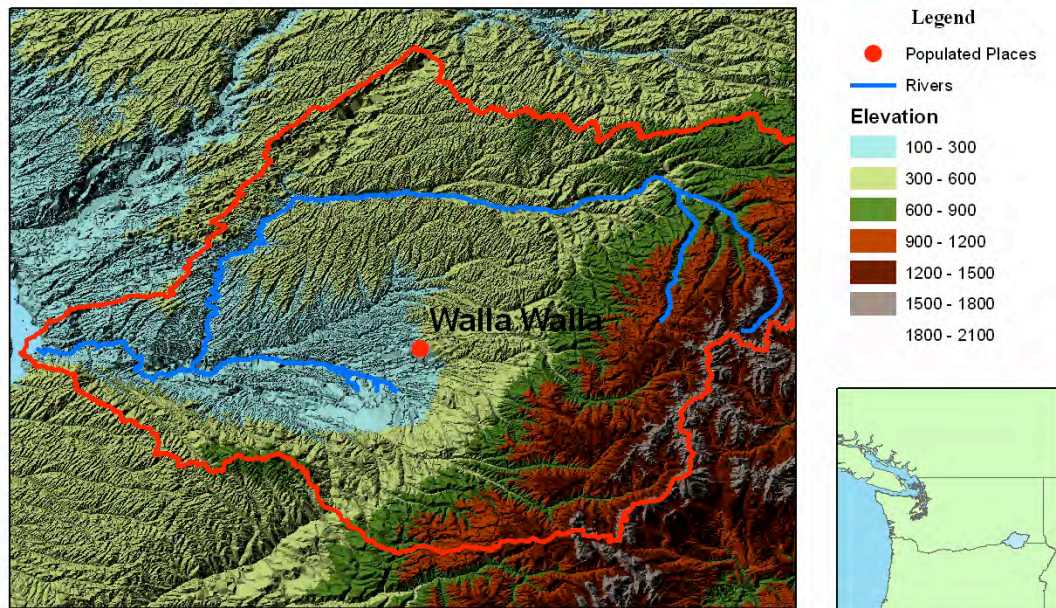 Walla Walla
Legend
Populated Places
Rivers
Elevation
100 - 300
300 - 600
600 - 900
900 - 1200
1200 - 1500
1500 - 1800
1800 - 2100